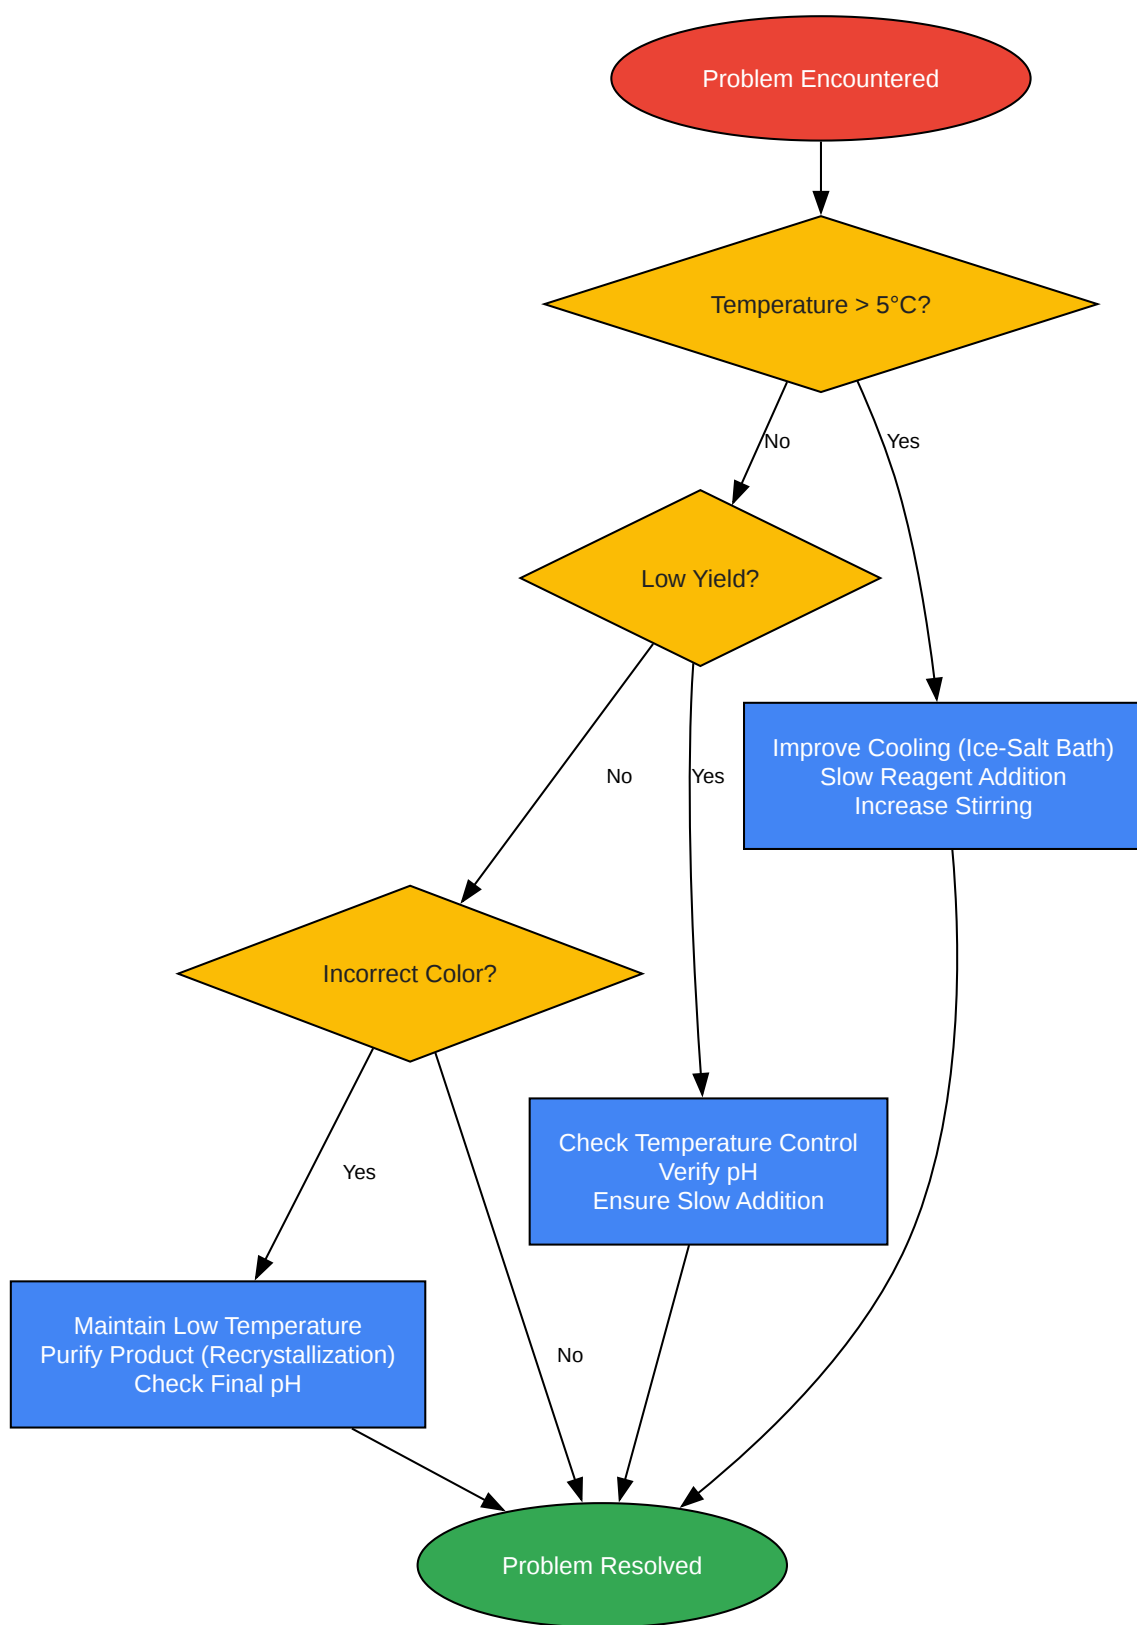 Problem Encountered
Temperature > 5°C?
No
Yes
Low Yield?
No
Yes
Improve Cooling (Ice-Salt Bath)
Slow Reagent Addition
Increase Stirring
Incorrect Color?
Yes
No
Check Temperature Control
Verify pH
Ensure Slow Addition
Maintain Low Temperature
Purify Product (Recrystallization)
Check Final pH
Problem Resolved